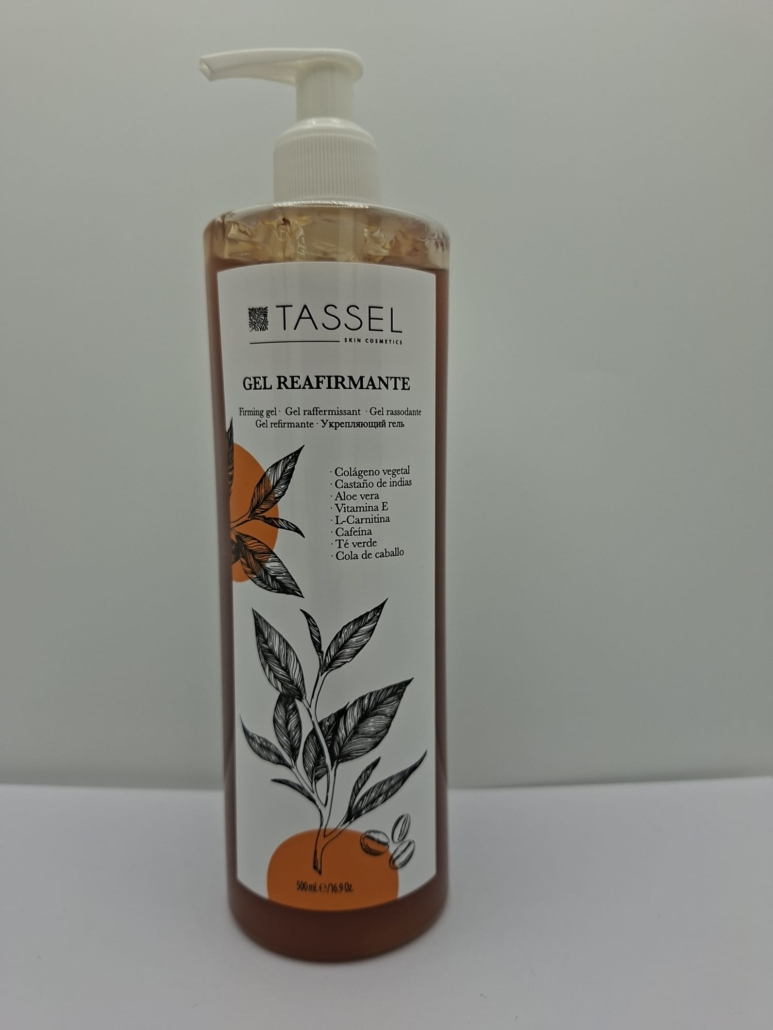 TASSEL
SKIN COSMETICS
GEL REAFIRMANTE
Firming gel · Gel raffermissant · Gel rassodante
Gel refirmante · Укрепляющий гель
· Colágeno vegetal
· Castaño de indias
· Aloe vera
· Vitamina E
· L-Carnitina
· Cafeína
· Té verde
· Cola de caballo
500 mL ℮/16.9 Oz.